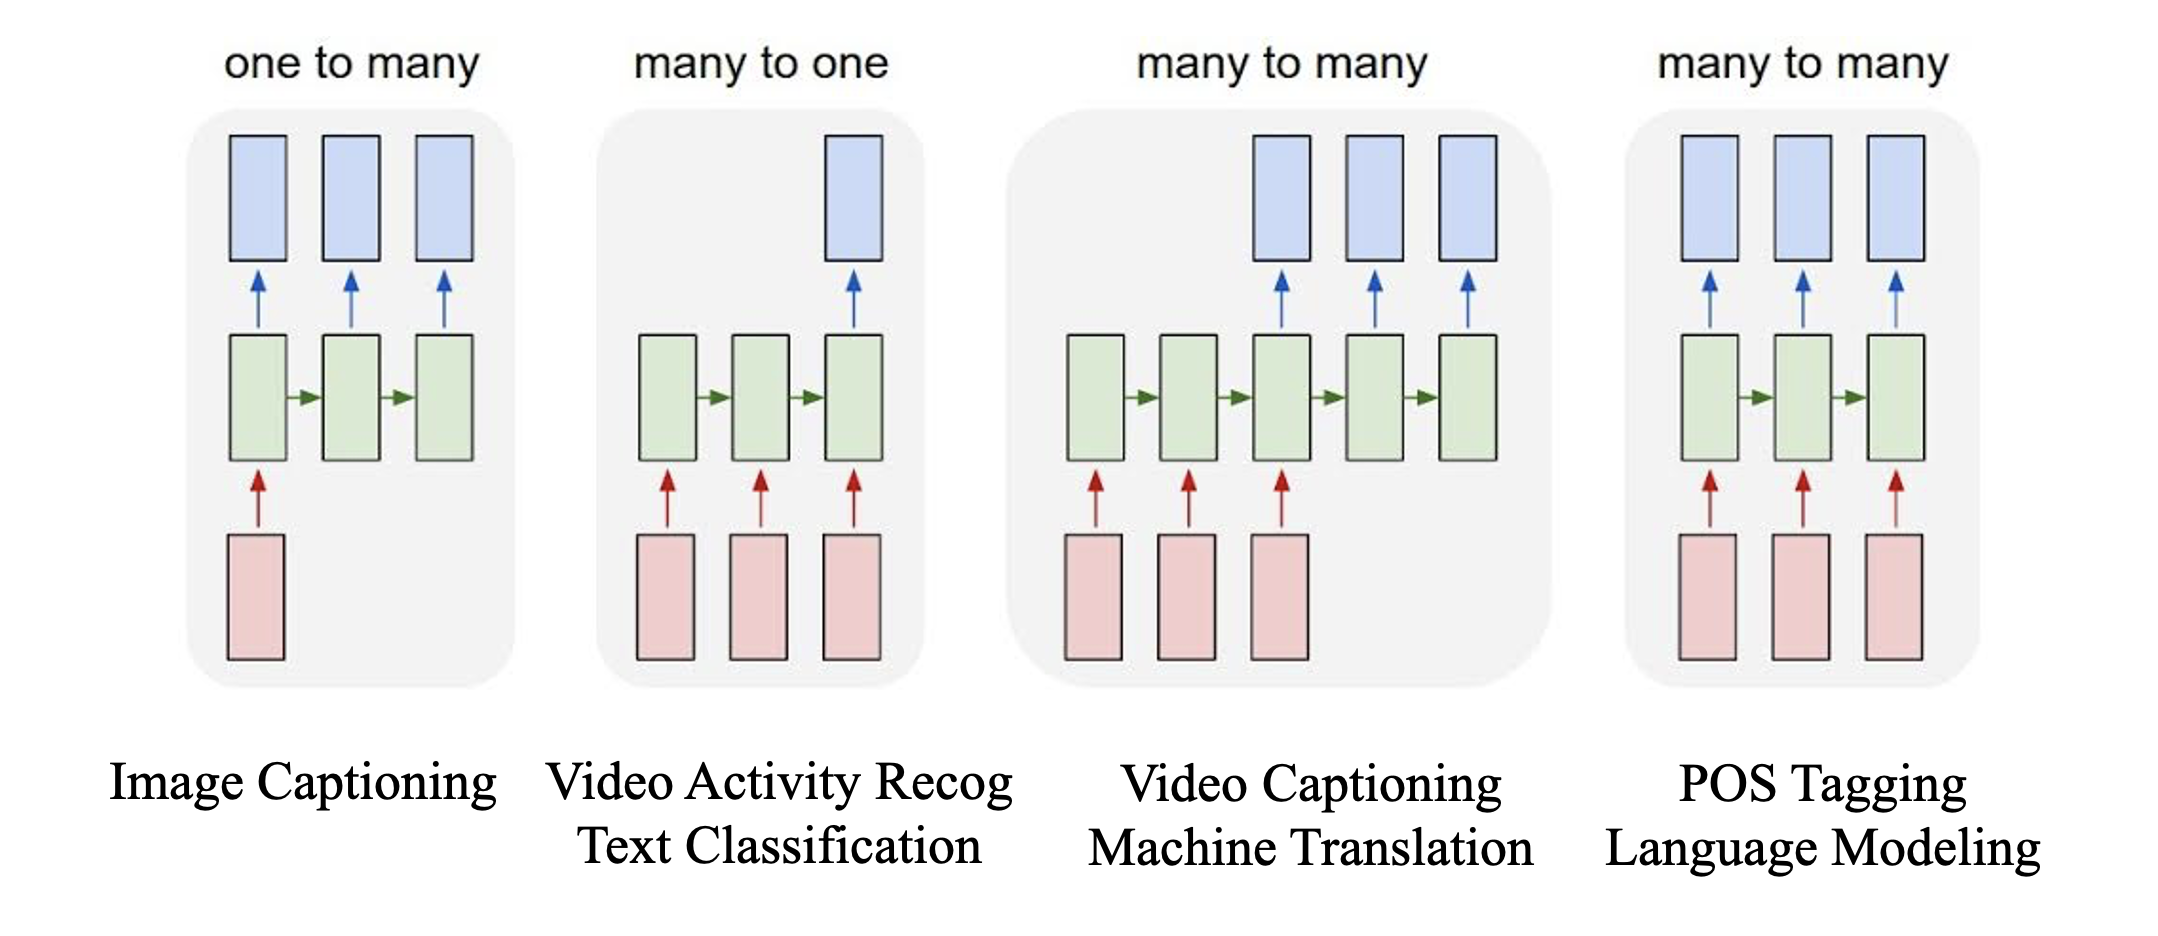 one to many
many to one
many to many
many to many
Image Captioning
Video Activity Recog
Text Classification
Video Captioning
Machine Translation
POS Tagging
Language Modeling